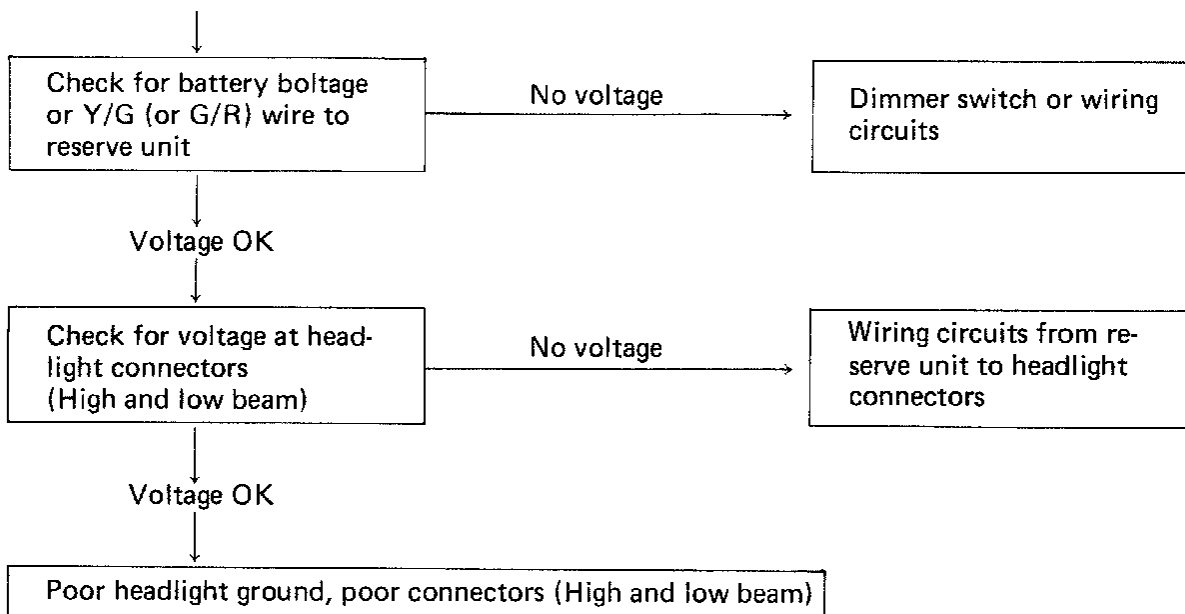 Check for battery boltage
or Y/G (or G/R) wire to
reserve unit
No voltage
Dimmer switch or wiring
circuits
Voltage OK
Check for voltage at head-
light connectors
(High and low beam)
No voltage
Wiring circuits from re-
serve unit to headlight
connectors
Voltage OK
Poor headlight ground, poor connectors (High and low beam)